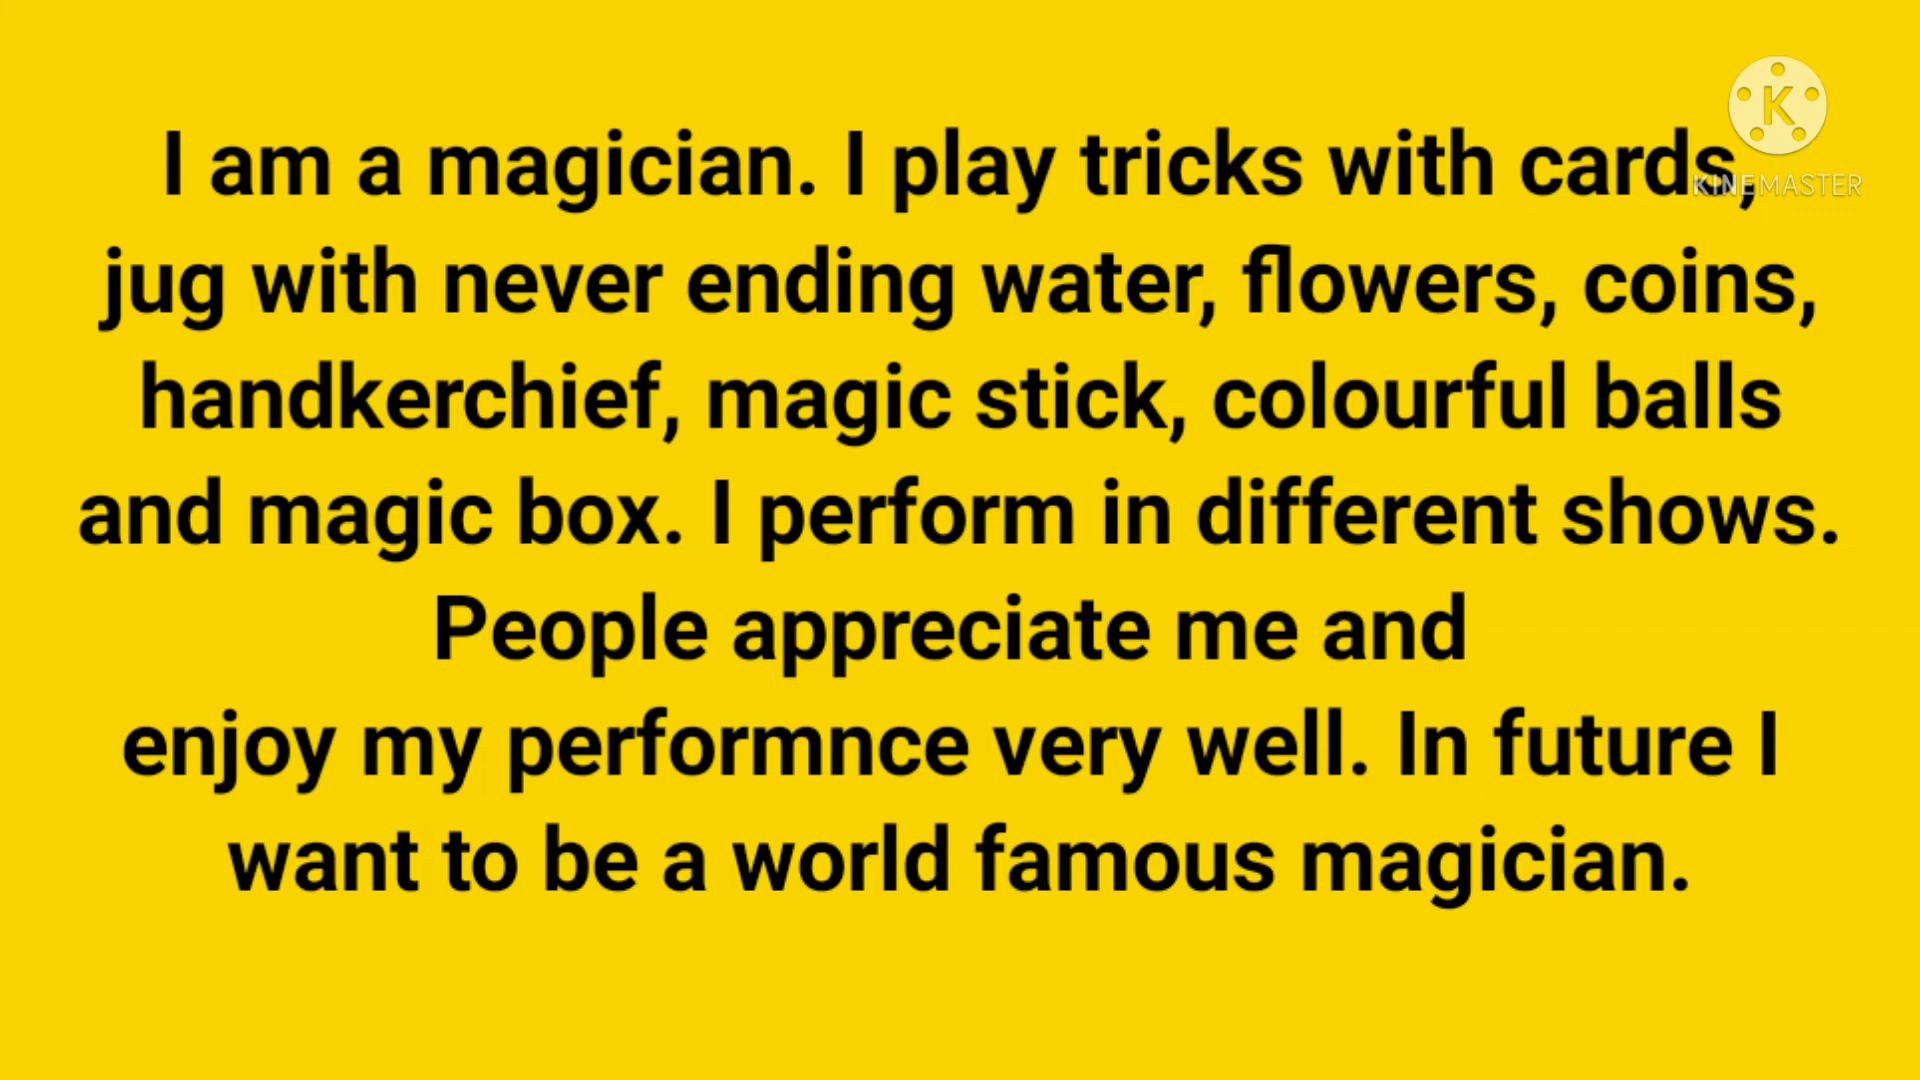 I am a magician. I play tricks with cards,
jug with never ending water, flowers, coins,
handkerchief, magic stick, colourful balls
and magic box. I perform in different shows.
People appreciate me and
enjoy my performnce very well. In future I
want to be a world famous magician.
K
KINEMASTER